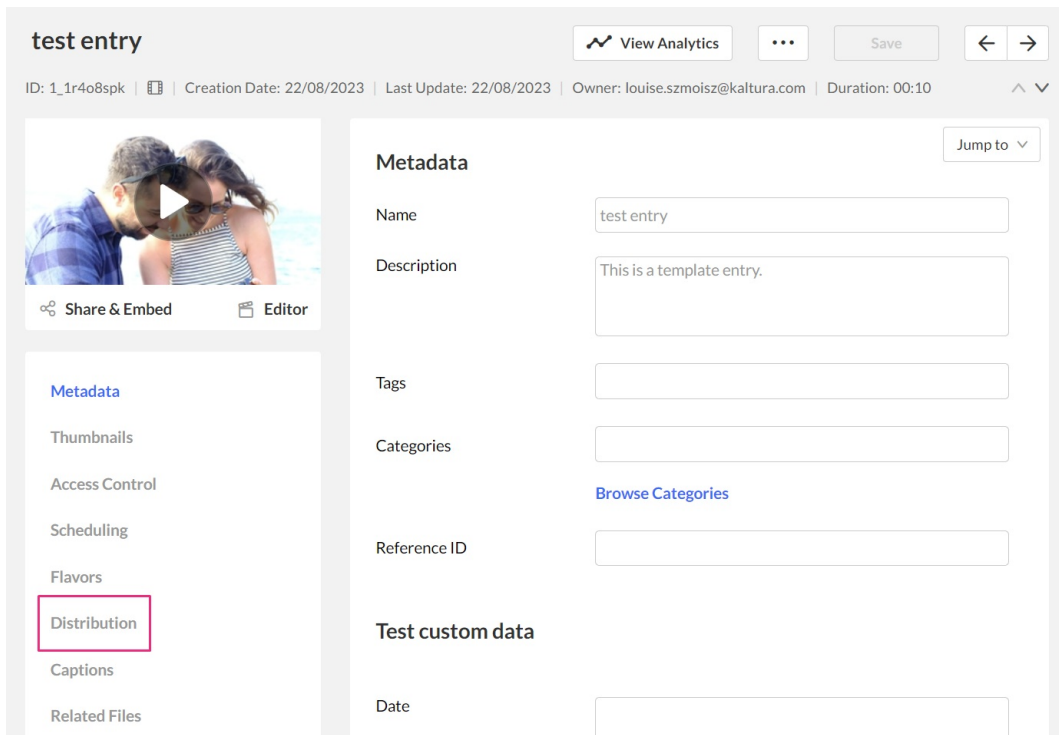 test entry
View Analytics
Save
ID: 1_1r4o8spk | Creation Date: 22/08/2023 | Last Update: 22/08/2023 | Owner: louise.szmoisz@kaltura.com | Duration: 00:10
Share & Embed
Editor
Metadata
Thumbnails
Access Control
Scheduling
Flavors
Distribution
Captions
Related Files
Jump to
Metadata
Name
test entry
Description
This is a template entry.
Tags
Categories
Browse Categories
Reference ID
Test custom data
Date